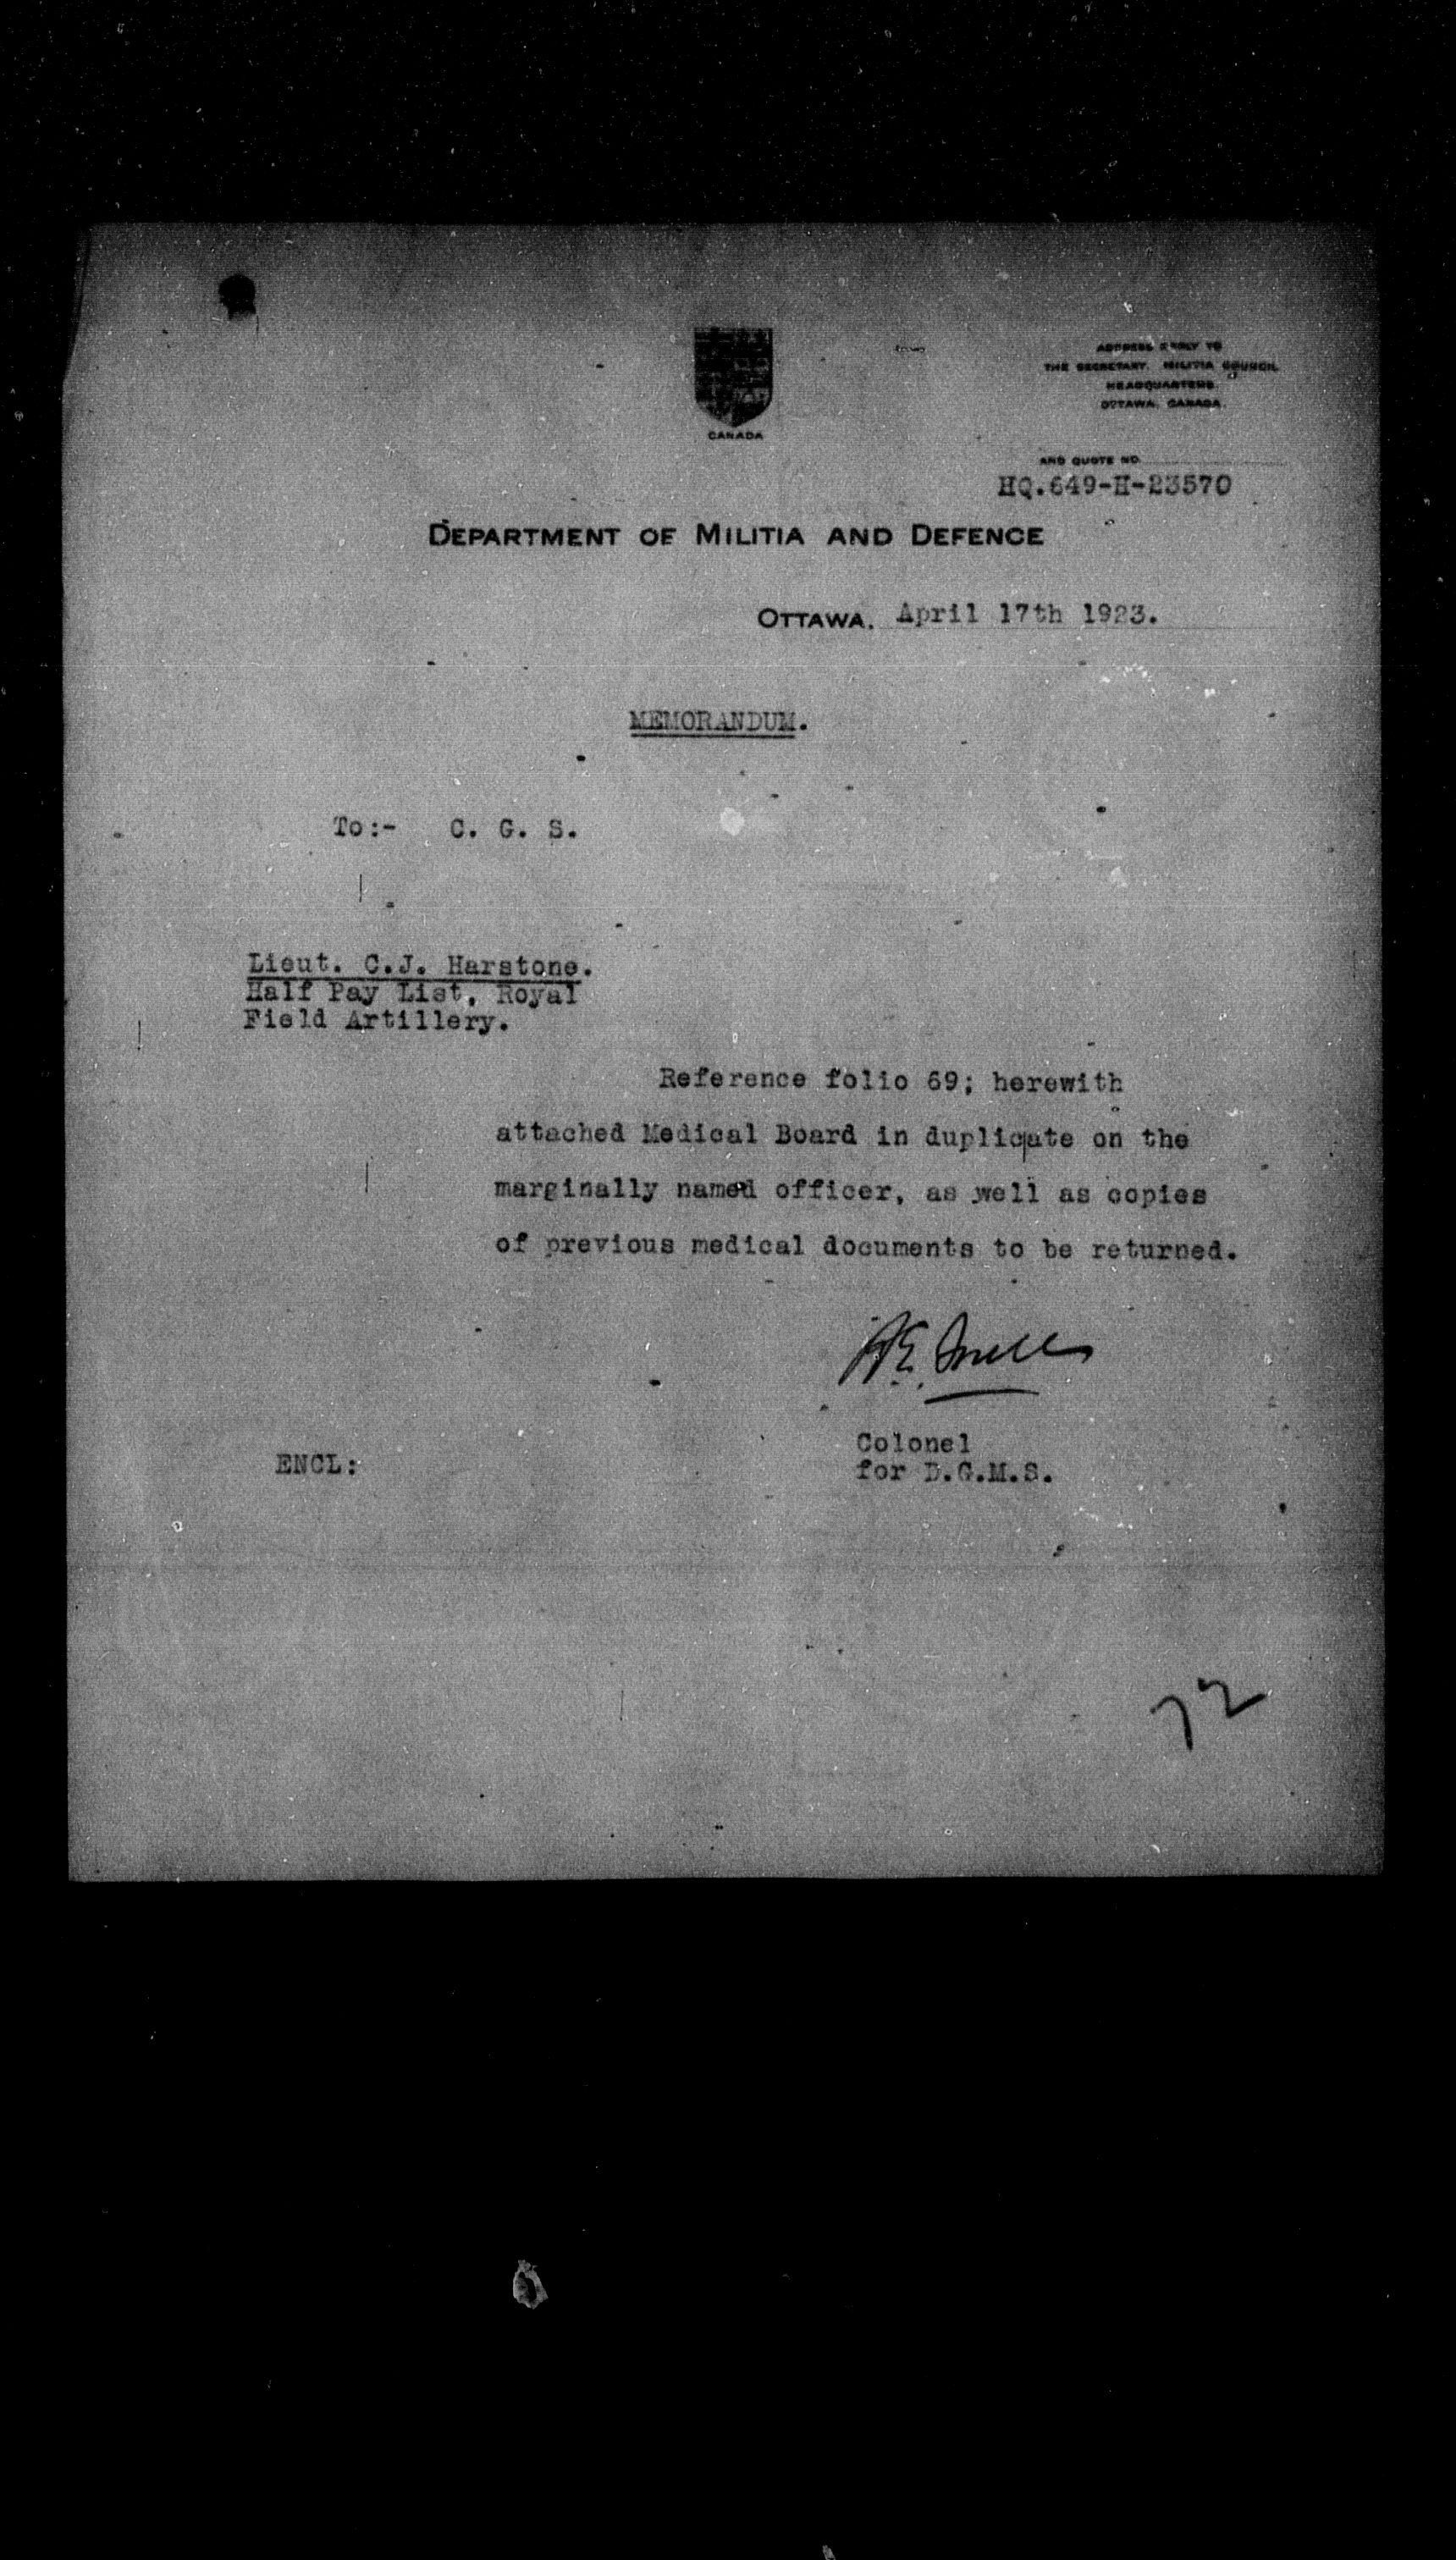 CANADA
ADDRESS REPLY TO
THE SECRETARY, MILITIA COUNCIL
HEADQUARTERS,
OTTAWA, CANADA.
AND QUOTE NO.
HQ.649-H-23570
DEPARTMENT OF MILITIA AND DEFENCE
OTTAWA, April 17th 1923.
MEMORANDUM.
To:- C. G. S.
Lieut. C.J. Harstone.
Half Pay List, Royal
Field Artillery.
Reference folio 69; herewith
attached Medical Board in duplicate on the
marginally named officer, as well as copies
of previous medical documents to be returned.
Colonel
for D.G.M.S.
ENCL:
72